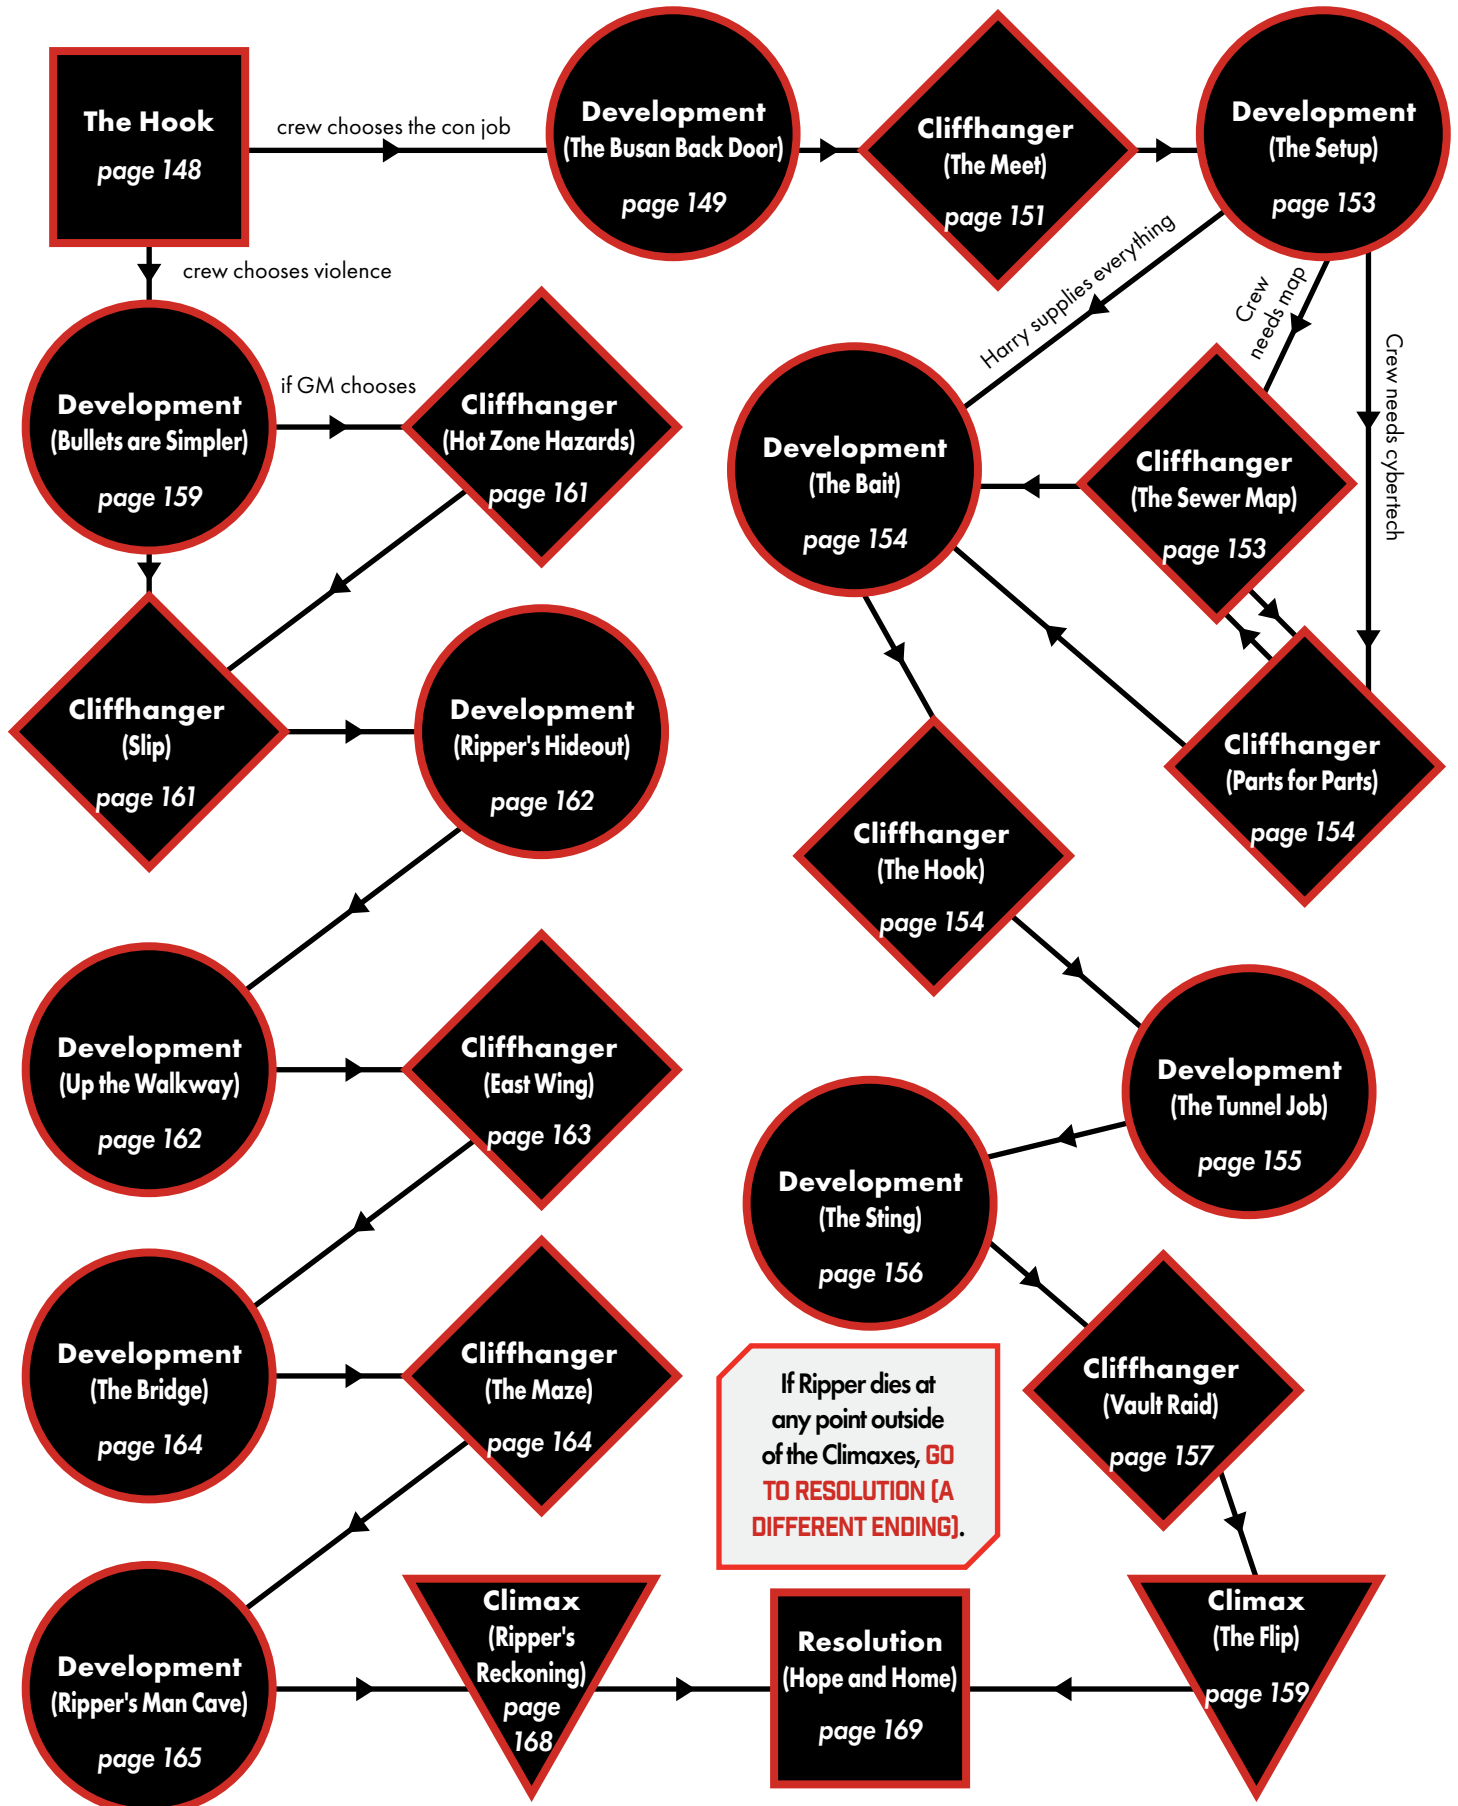 The Hook
page 148
crew chooses the con job
Development
(The Busan Back Door)
page 149
Cliffhanger
(The Meet)
page 151
Development
(The Setup)
page 153
crew chooses violence
Harry supplies everything
Crew
needs map
Crew needs cybertech
Development
(Bullets are Simpler)
page 159
if GM chooses
Cliffhanger
(Hot Zone Hazards)
page 161
Development
(The Bait)
page 154
Cliffhanger
(The Sewer Map)
page 153
Cliffhanger
(Slip)
page 161
Development
(Ripper's Hideout)
page 162
Cliffhanger
(Parts for Parts)
page 154
Cliffhanger
(The Hook)
page 154
Development
(Up the Walkway)
page 162
Cliffhanger
(East Wing)
page 163
Development
(The Tunnel Job)
page 155
Development
(The Sting)
page 156
Development
(The Bridge)
page 164
Cliffhanger
(The Maze)
page 164
If Ripper dies at
any point outside
of the Climaxes, GO
TO RESOLUTION (A
DIFFERENT ENDING).
Cliffhanger
(Vault Raid)
page 157
Development
(Ripper's Man Cave)
page 165
Climax
(Ripper's
Reckoning)
page
168
Resolution
(Hope and Home)
page 169
Climax
(The Flip)
page 159